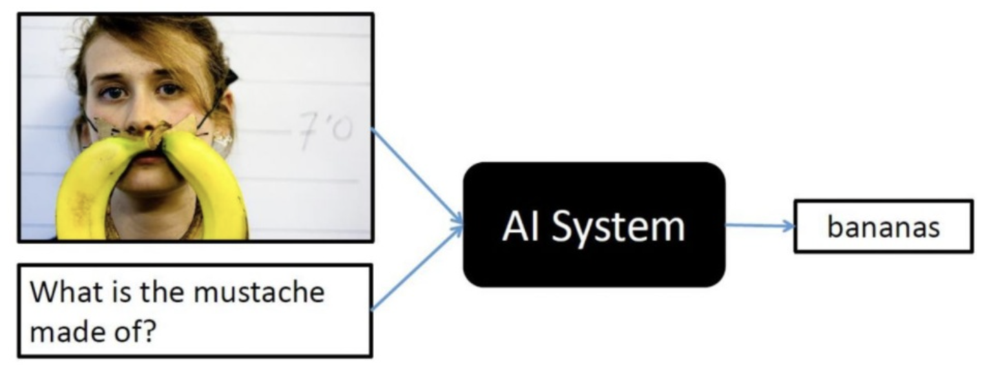 7'0
What is the mustache
made of?
AI System
bananas